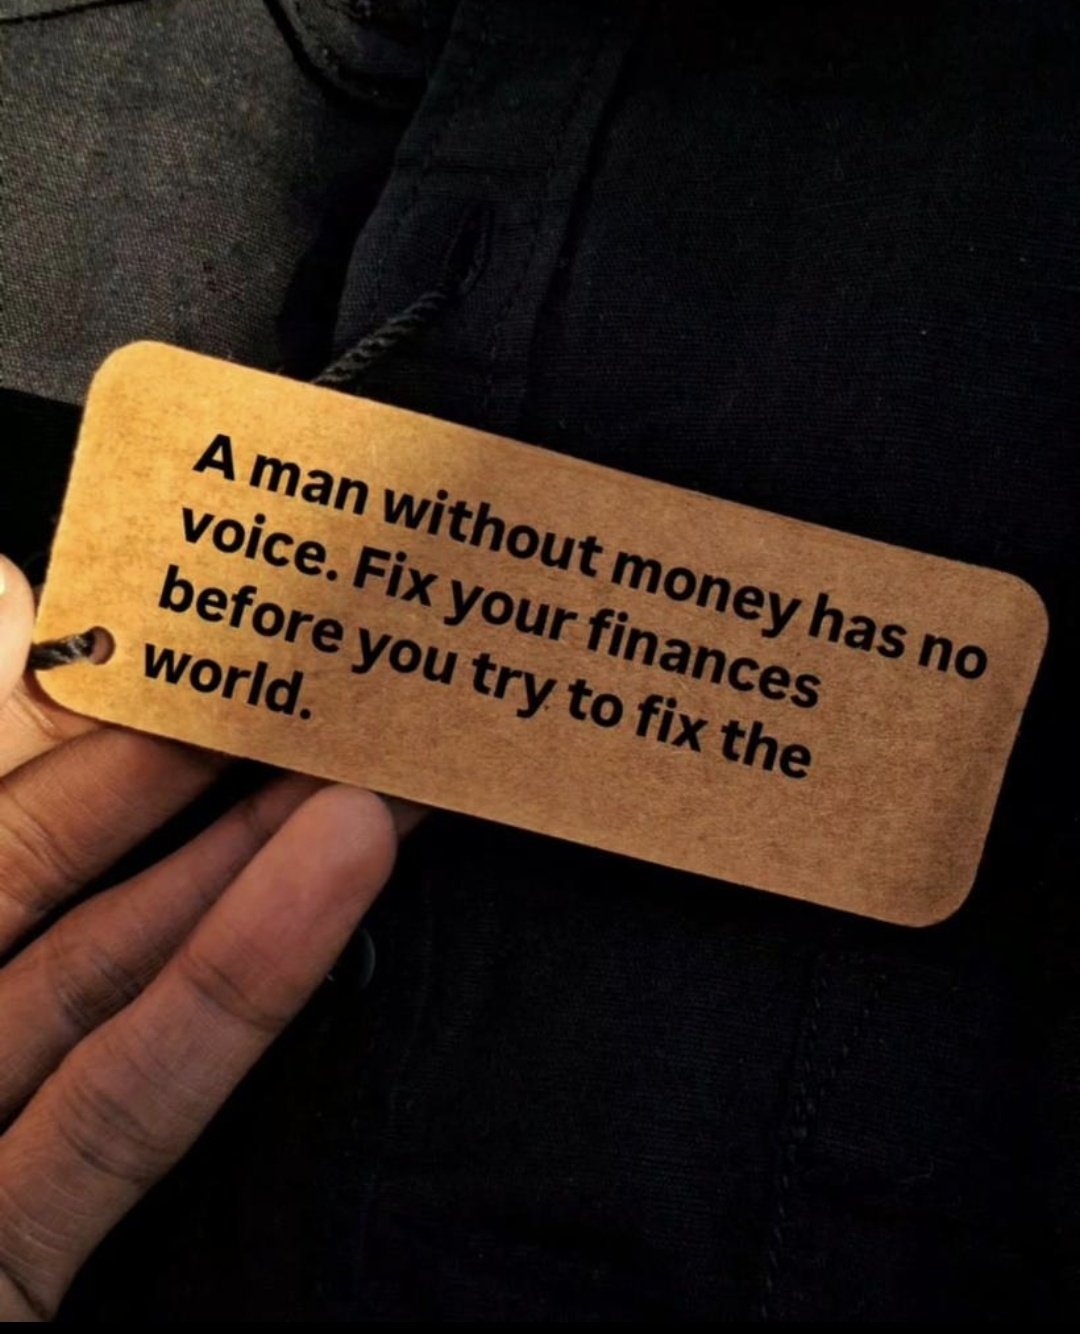 A man without money has no
voice. Fix your finances
before you try to fix the
world.